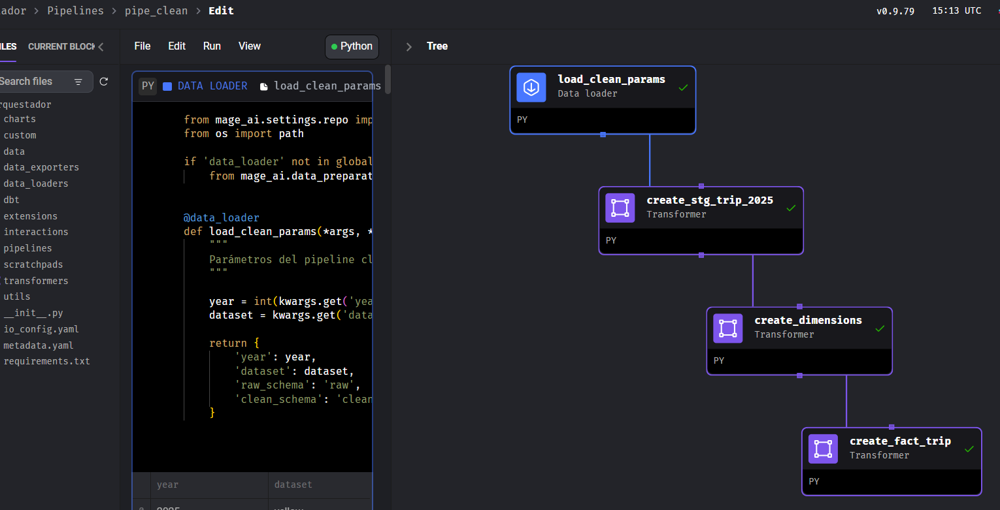 ador > Pipelines > pipe_clean > Edit
v0.9.79 15:13 UTC
ILES CURRENT BLOCK
File Edit Run View Python
Tree
Search files
rquestador
charts
custom
data
data_exporters
data_loaders
dbt
extensions
interactions
pipelines
scratchpads
transformers
utils
__init__.py
io_config.yaml
metadata.yaml
requirements.txt
PY DATA LOADER load_clean_params
from mage_ai.settings.repo imp
from os import path
if 'data_loader' not in global
from mage_ai.data_preparat
@data_loader
def load_clean_params(*args, *
"""
Parámetros del pipeline cl
"""
year = int(kwargs.get('yea
dataset = kwargs.get('data
return {
'year': year,
'dataset': dataset,
'raw_schema': 'raw',
'clean_schema': 'clean
}
year dataset
0 2025 yellow
load_clean_params
Data loader
PY
create_stg_trip_2025
Transformer
PY
create_dimensions
Transformer
PY
create_fact_trip
Transformer
PY